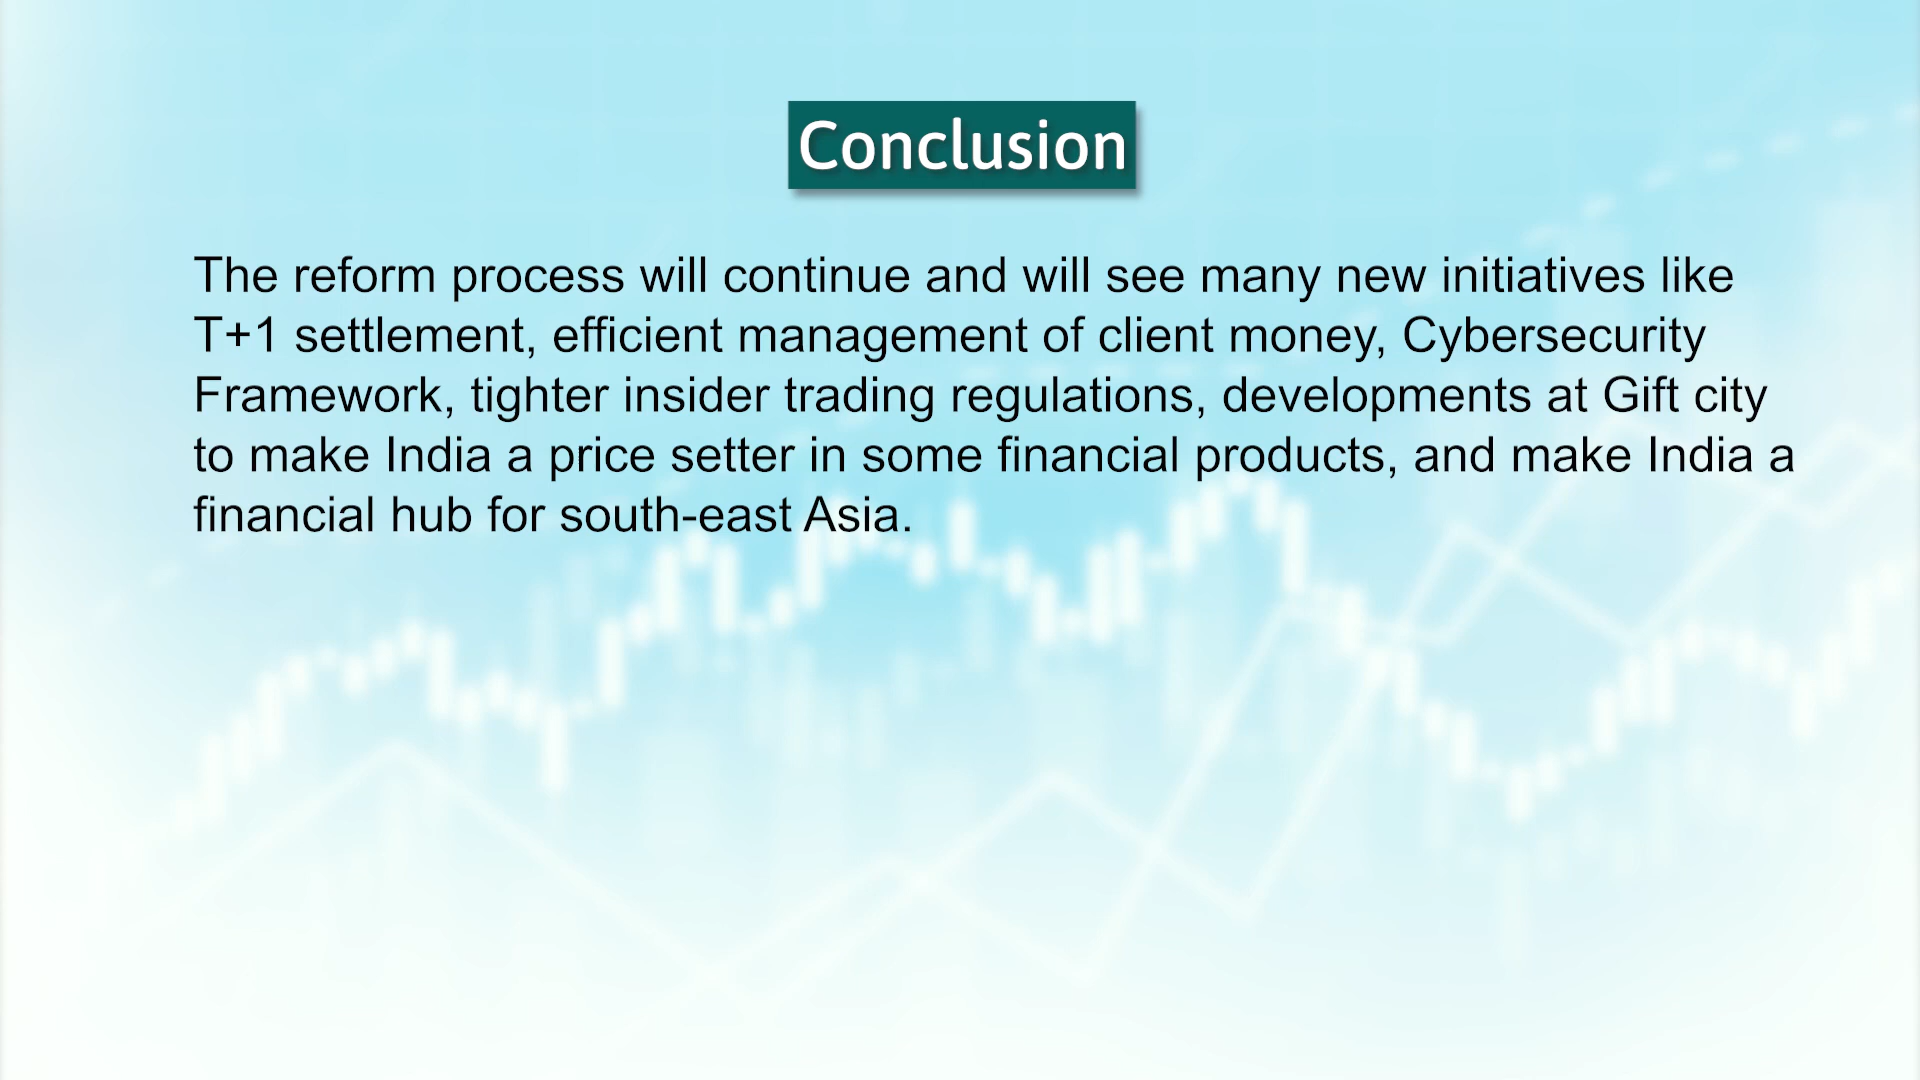 Conclusion
The reform process will continue and will see many new initiatives like
T+1 settlement, efficient management of client money, Cybersecurity
Framework, tighter insider trading regulations, developments at Gift city
to make India a price setter in some financial products, and make India a
financial hub for south-east Asia.